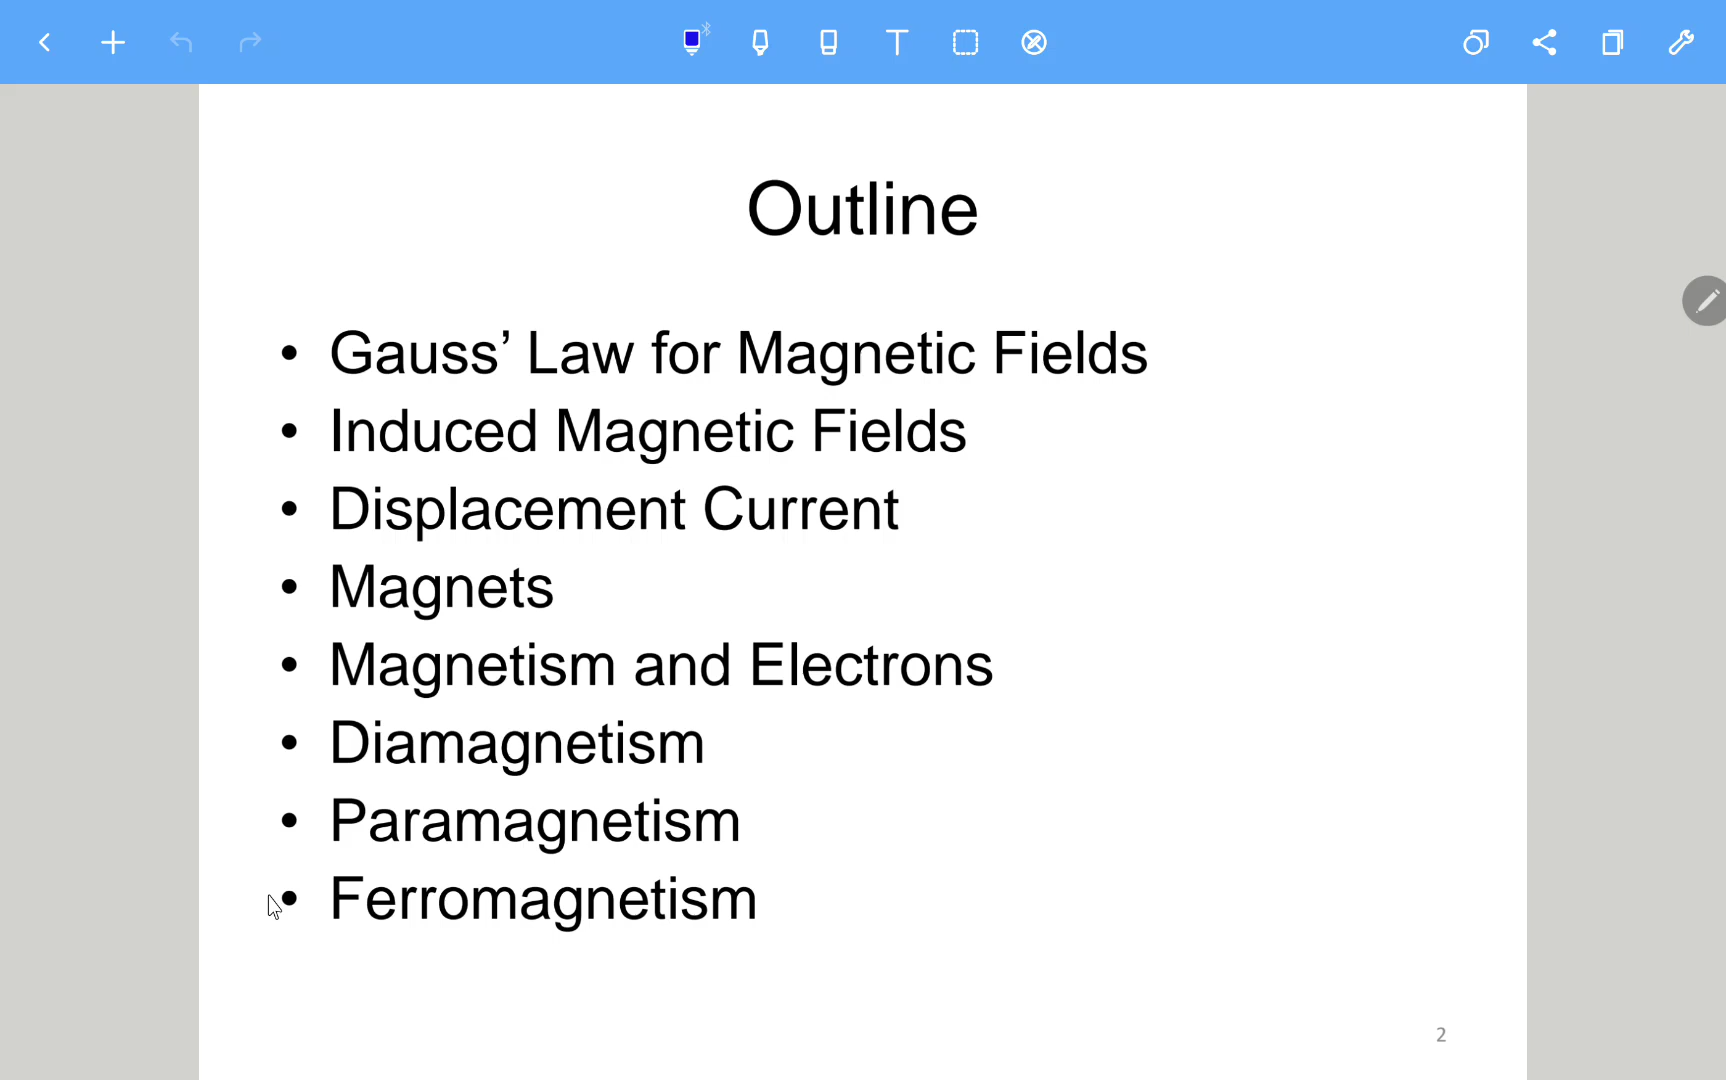 Outline
• Gauss’ Law for Magnetic Fields
• Induced Magnetic Fields
• Displacement Current
• Magnets
• Magnetism and Electrons
• Diamagnetism
• Paramagnetism
• Ferromagnetism
2